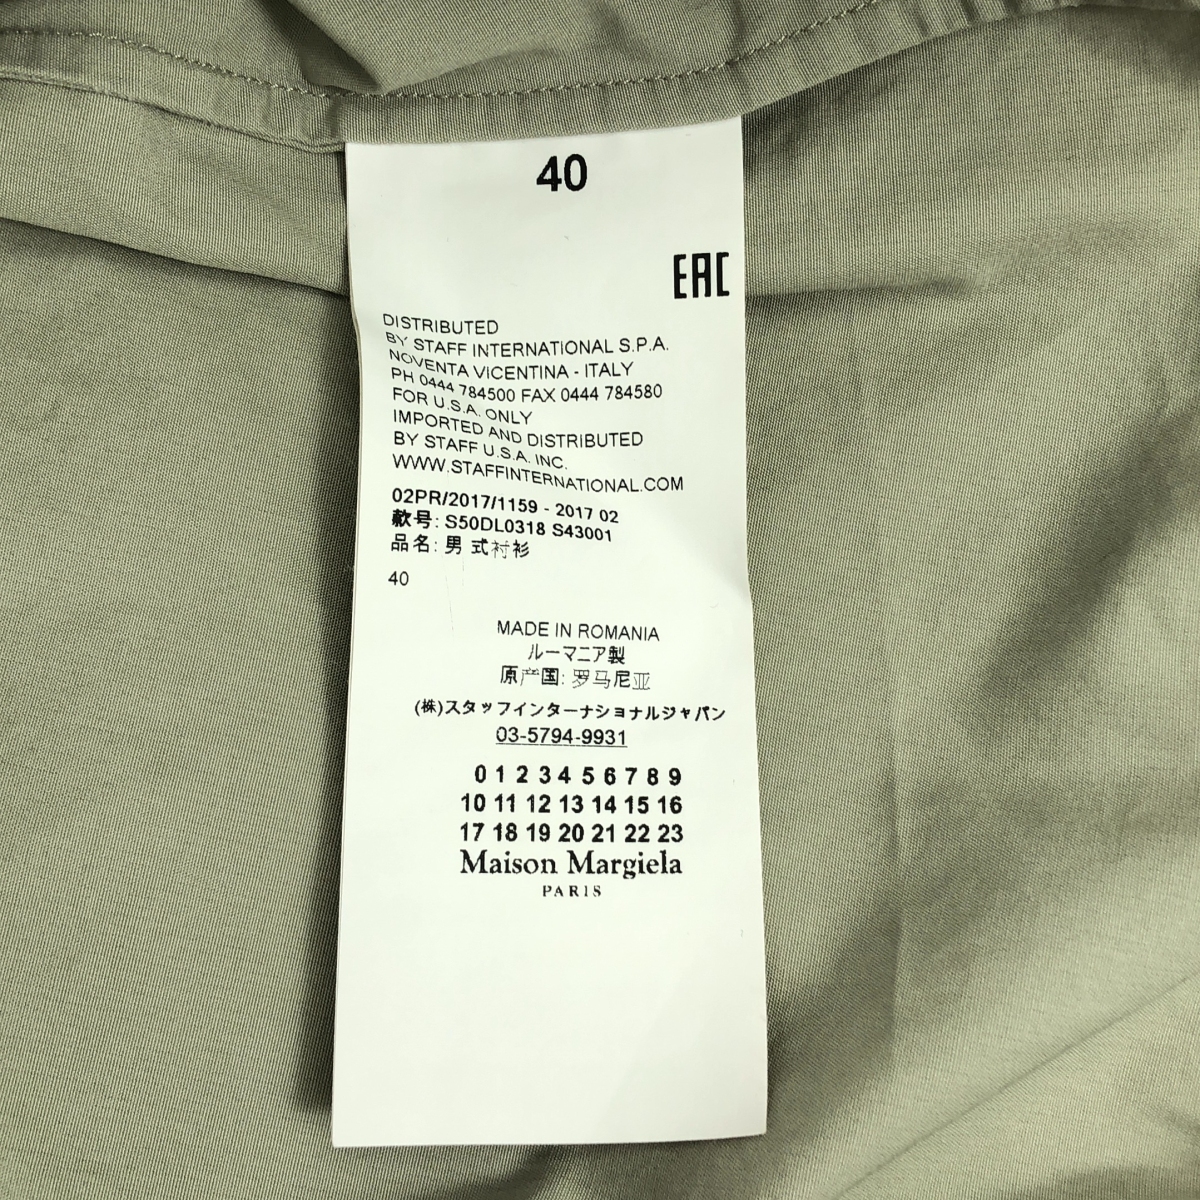 40
EAC
DISTRIBUTED
BY STAFF INTERNATIONAL S.P.A.
NOVENTA VICENTINA - ITALY
PH 0444 784500 FAX 0444 784580
FOR U.S.A. ONLY
IMPORTED AND DISTRIBUTED
BY STAFF U.S.A. INC.
WWW.STAFFINTERNATIONAL.COM
02PR/2017/1159 - 2017 02
款号: S50DL0318 S43001
品名: 男 式衬衫
40
MADE IN ROMANIA
ルーマニア製
原产国: 罗马尼亚
(株)スタッフインターナショナルジャパン
03-5794-9931
0 1 2 3 4 5 6 7 8 9
10 11 12 13 14 15 16
17 18 19 20 21 22 23
Maison Margiela
PARIS